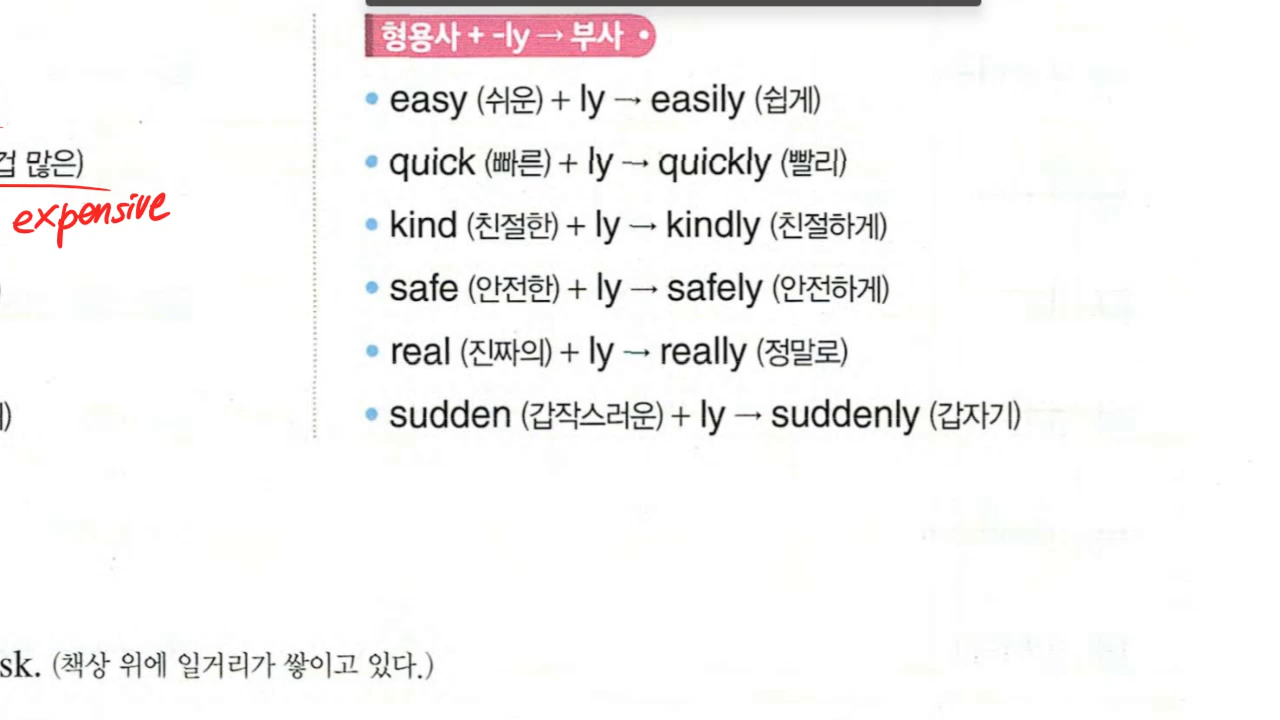 형용사 + -ly → 부사
• easy (쉬운) + ly → easily (쉽게)
• quick (빠른) + ly → quickly (빨리)
• kind (친절한) + ly → kindly (친절하게)
• safe (안전한) + ly → safely (안전하게)
• real (진짜의) + ly → really (정말로)
• sudden (갑작스러운) + ly → suddenly (갑자기)
겁 많은)
expensive
sk. (책상 위에 일거리가 쌓이고 있다.)